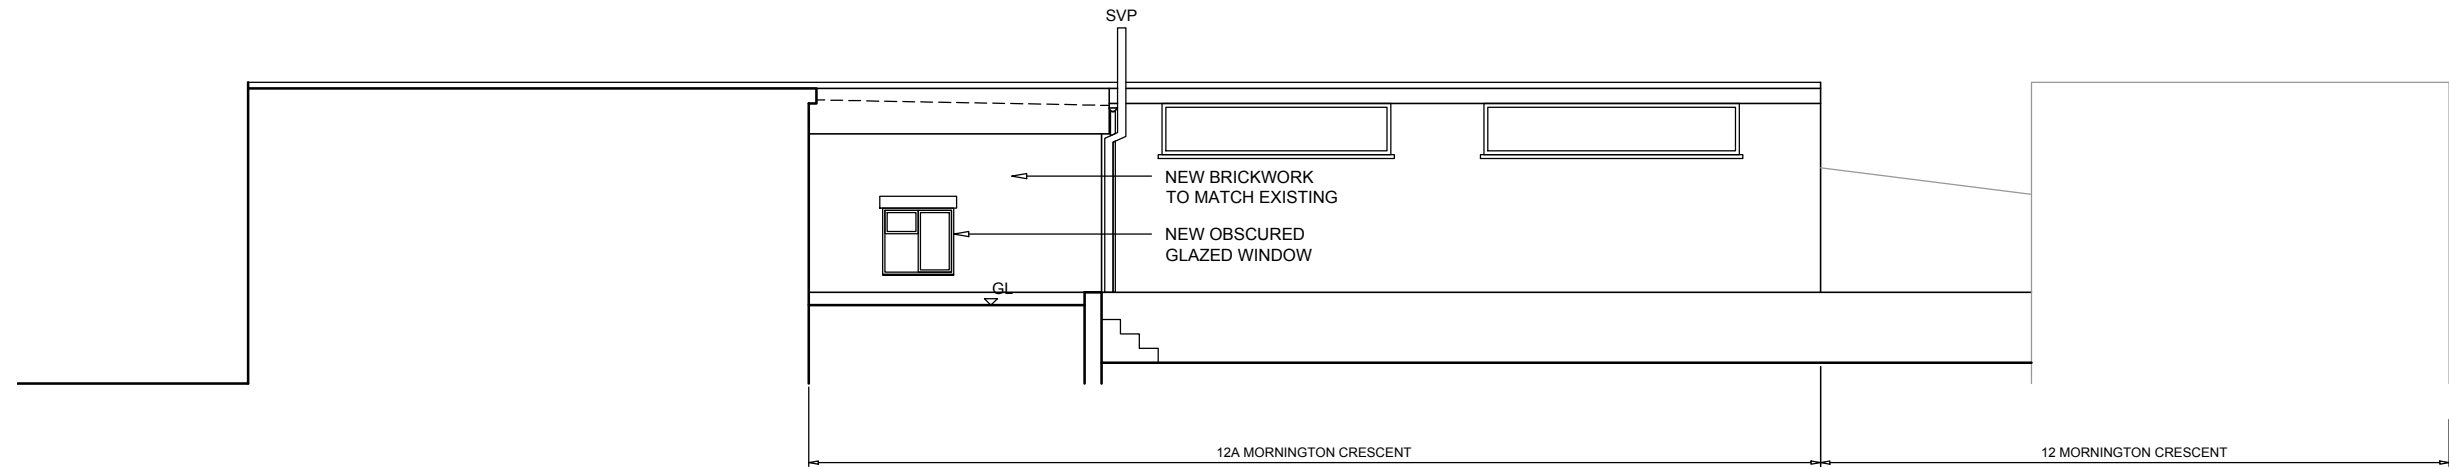 SVP
NEW BRICKWORK
TO MATCH EXISTING
NEW OBSCURED
GLAZED WINDOW
GL
12A MORNINGTON CRESCENT
12 MORNINGTON CRESCENT